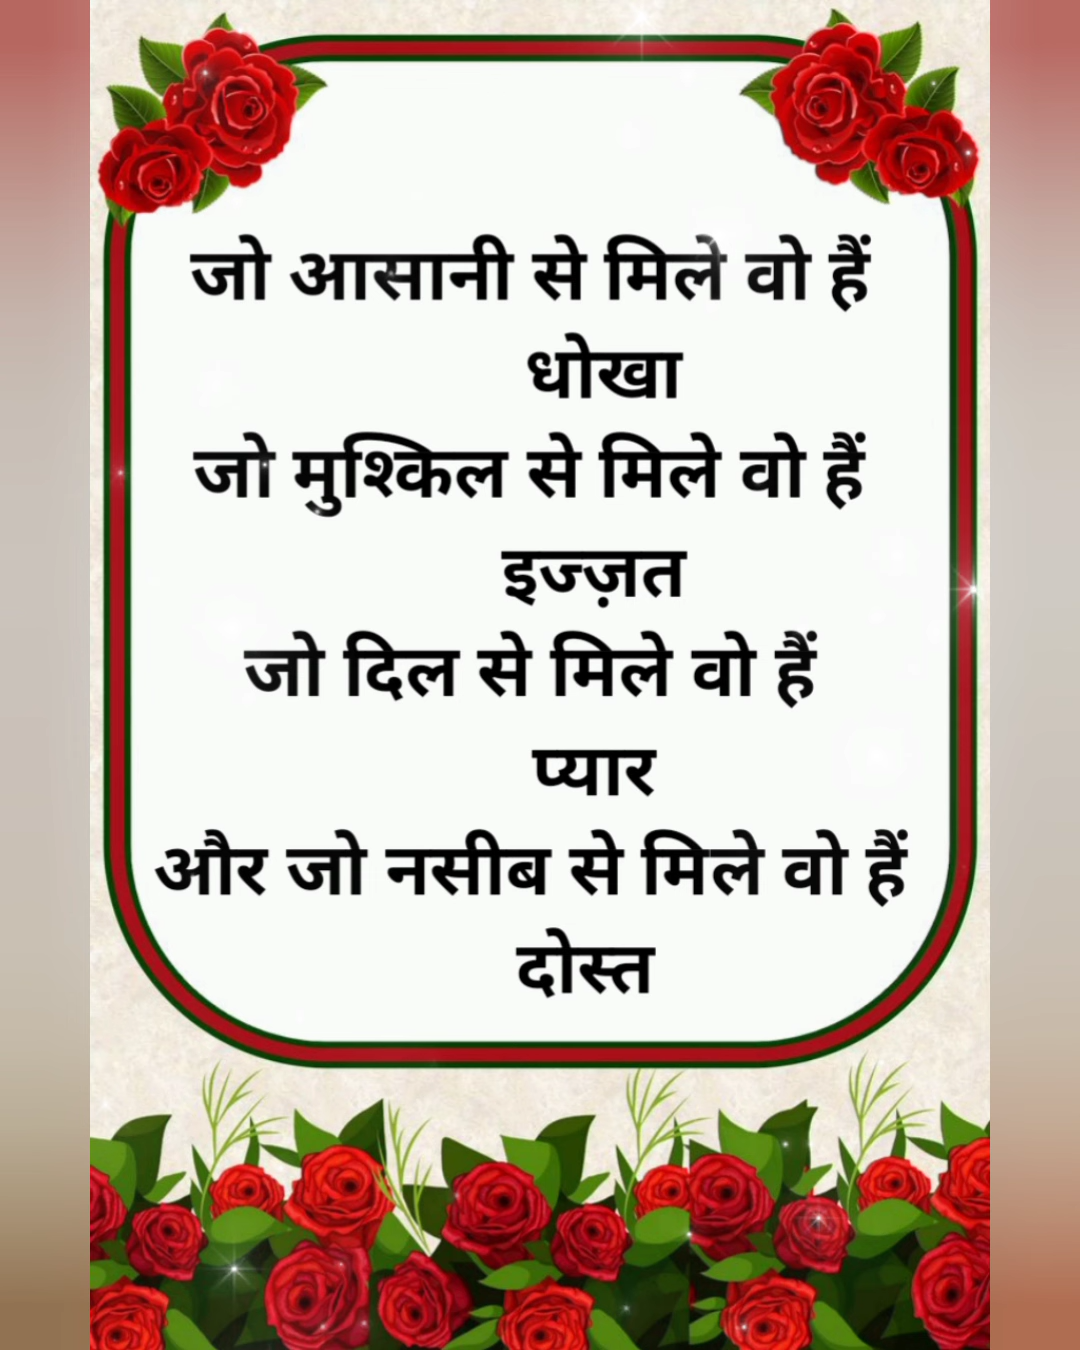 जो आसानी से मिले वो हैं
धोखा
जो मुश्किल से मिले वो हैं
इज्ज़त
जो दिल से मिले वो हैं
प्यार
और जो नसीब से मिले वो हैं
दोस्त